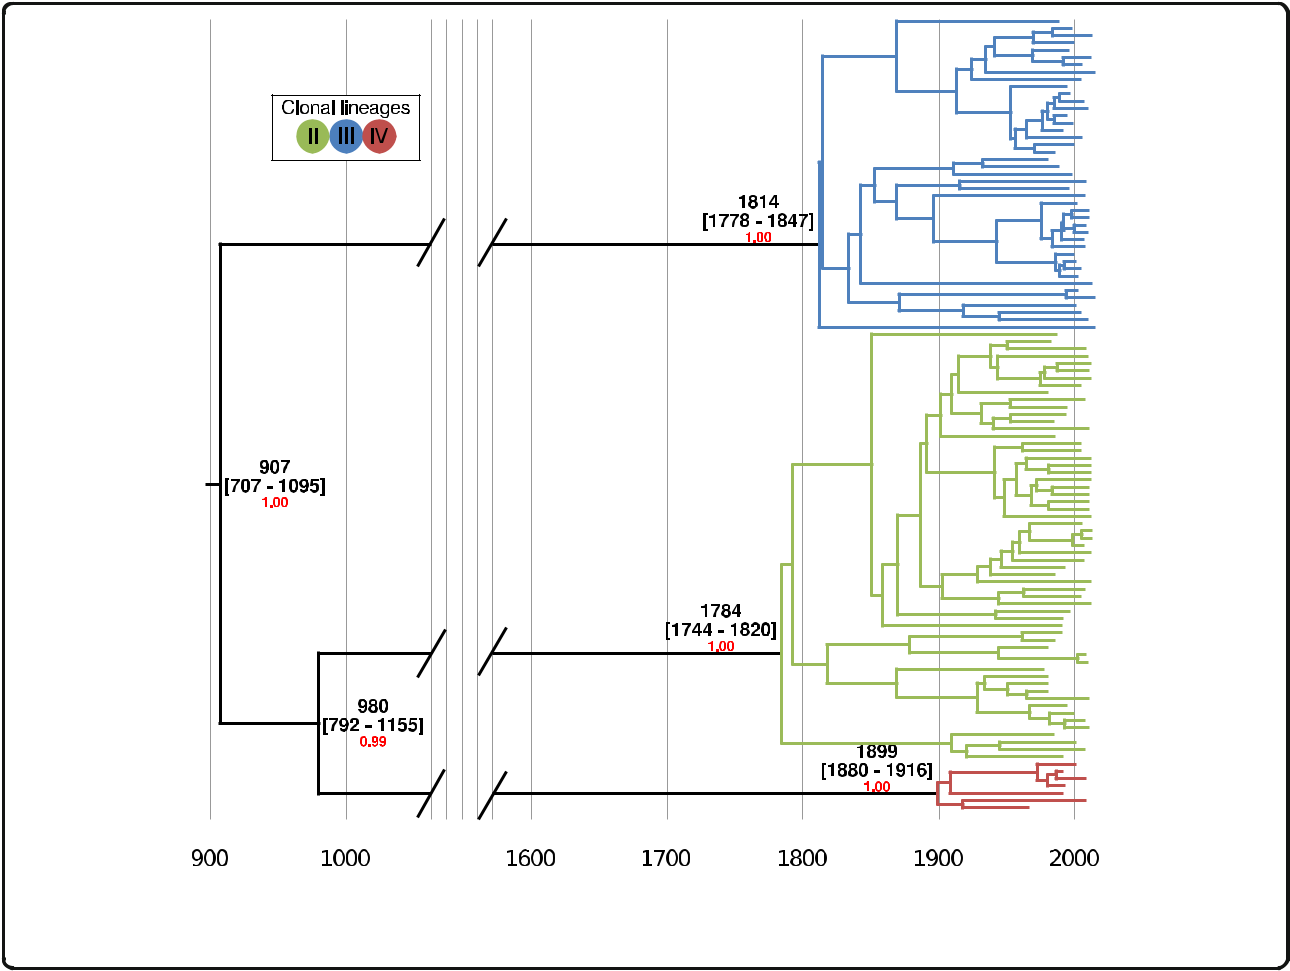 Clonal lineages
II III IV
1814
[1778 - 1847]
1.00
907
[707 - 1095]
1.00
1784
[1744 - 1820]
1.00
980
[792 - 1155]
0.99
1899
[1880 - 1916]
1.00
900 1000 1600 1700 1800 1900 2000